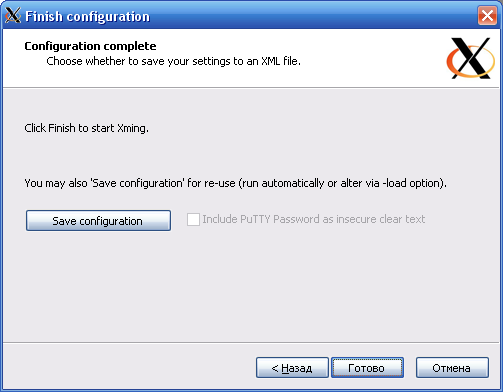 Finish configuration
Configuration complete
Choose whether to save your settings to an XML file.
Click Finish to start Xming.
You may also 'Save configuration' for re-use (run automatically or alter via -load option).
Save configuration
Include PuTTY Password as insecure clear text
< Назад
Готово
Отмена